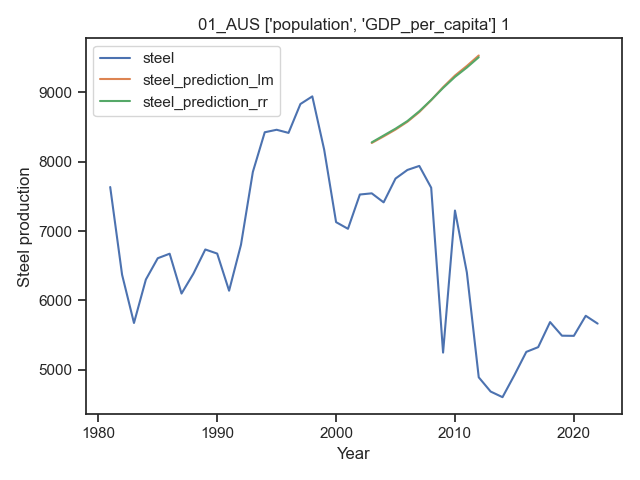 01_AUS ['population', 'GDP_per_capita'] 1
steel
steel_prediction_lm
steel_prediction_rr
Steel production
9000
8000
7000
6000
5000
1980
1990
2000
2010
2020
Year